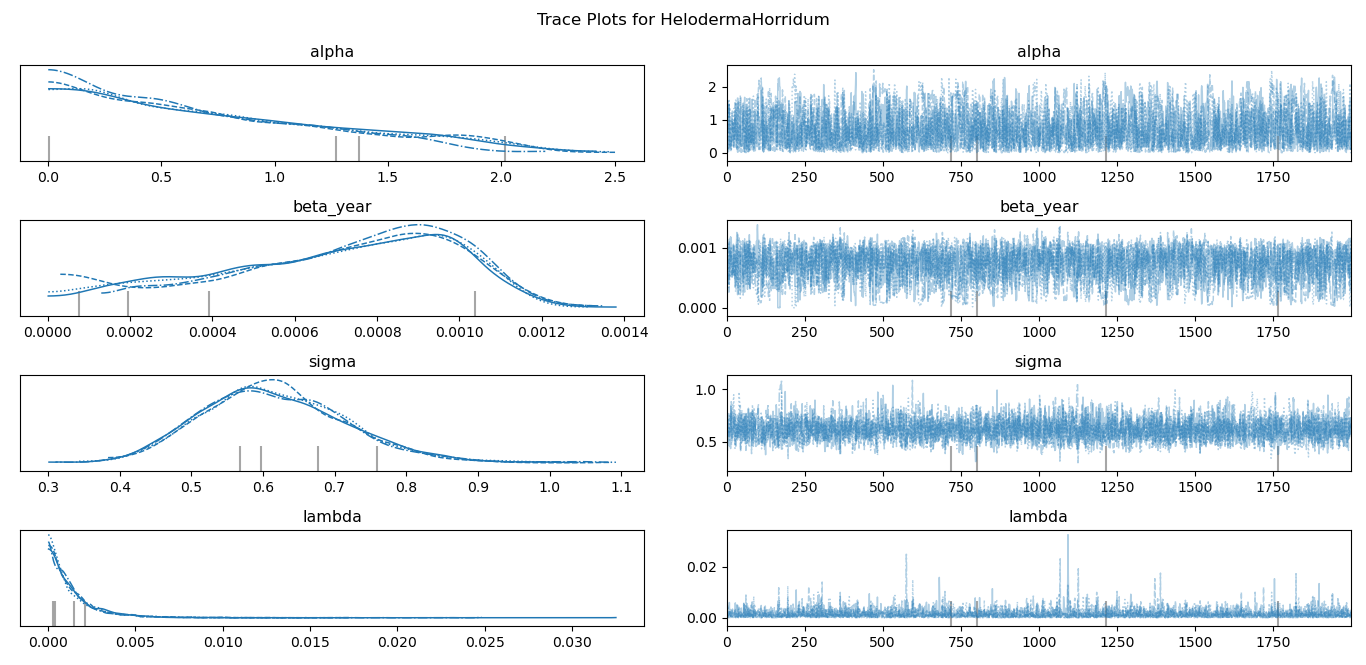 Trace Plots for HelodermaHorridum
alpha
0.0 0.5 1.0 1.5 2.0 2.5
alpha
2
1
0
0 250 500 750 1000 1250 1500 1750
beta_year
0.0000 0.0002 0.0004 0.0006 0.0008 0.0010 0.0012 0.0014
beta_year
0.001
0.000
0 250 500 750 1000 1250 1500 1750
sigma
0.3 0.4 0.5 0.6 0.7 0.8 0.9 1.0 1.1
sigma
1.0
0.5
0 250 500 750 1000 1250 1500 1750
lambda
0.000 0.005 0.010 0.015 0.020 0.025 0.030
lambda
0.02
0.00
0 250 500 750 1000 1250 1500 1750